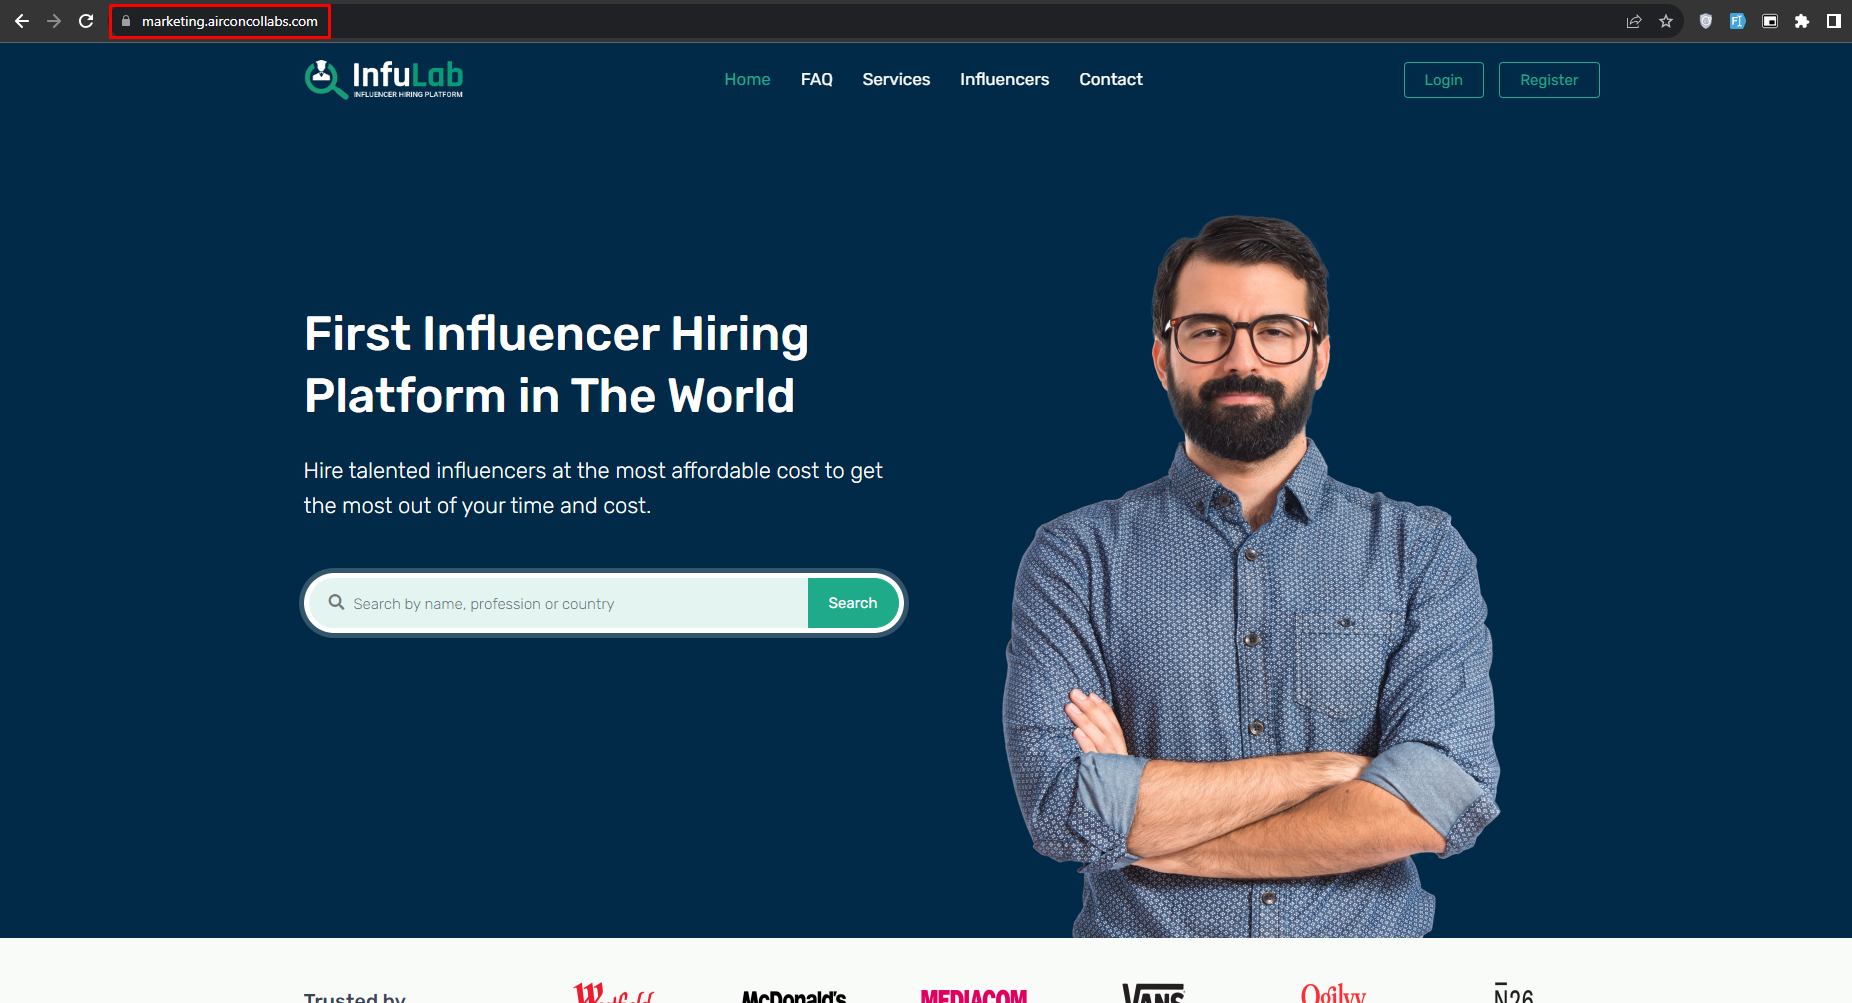 marketing.airconcollabs.com
InfuLab
INFLUENCER HIRING PLATFORM
Home FAQ Services Influencers Contact
Login Register
First Influencer Hiring
Platform in The World
Hire talented influencers at the most affordable cost to get
the most out of your time and cost.
Search by name, profession or country Search
Trusted by Westfield McDonald's MEDIACOM VANS Ogilvy N26